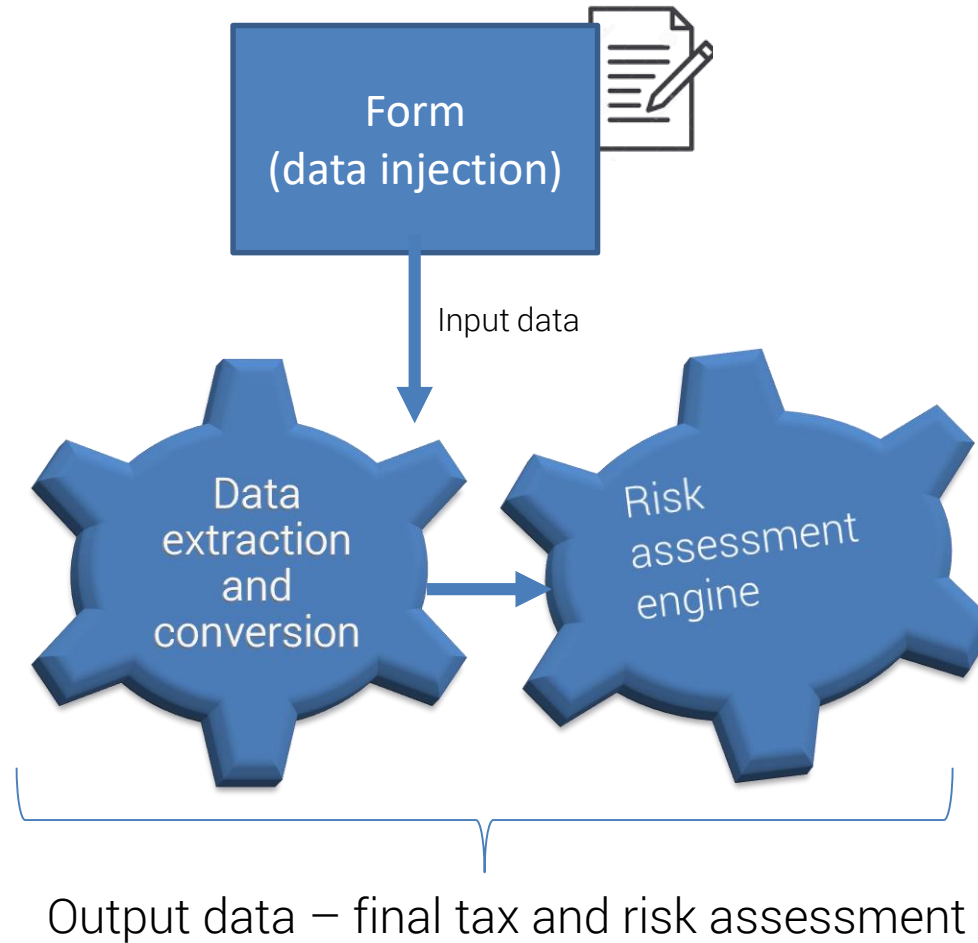 Form
(data injection)
Input data
Data
extraction
and
conversion
Risk
assessment
engine
Output data – final tax and risk assessment